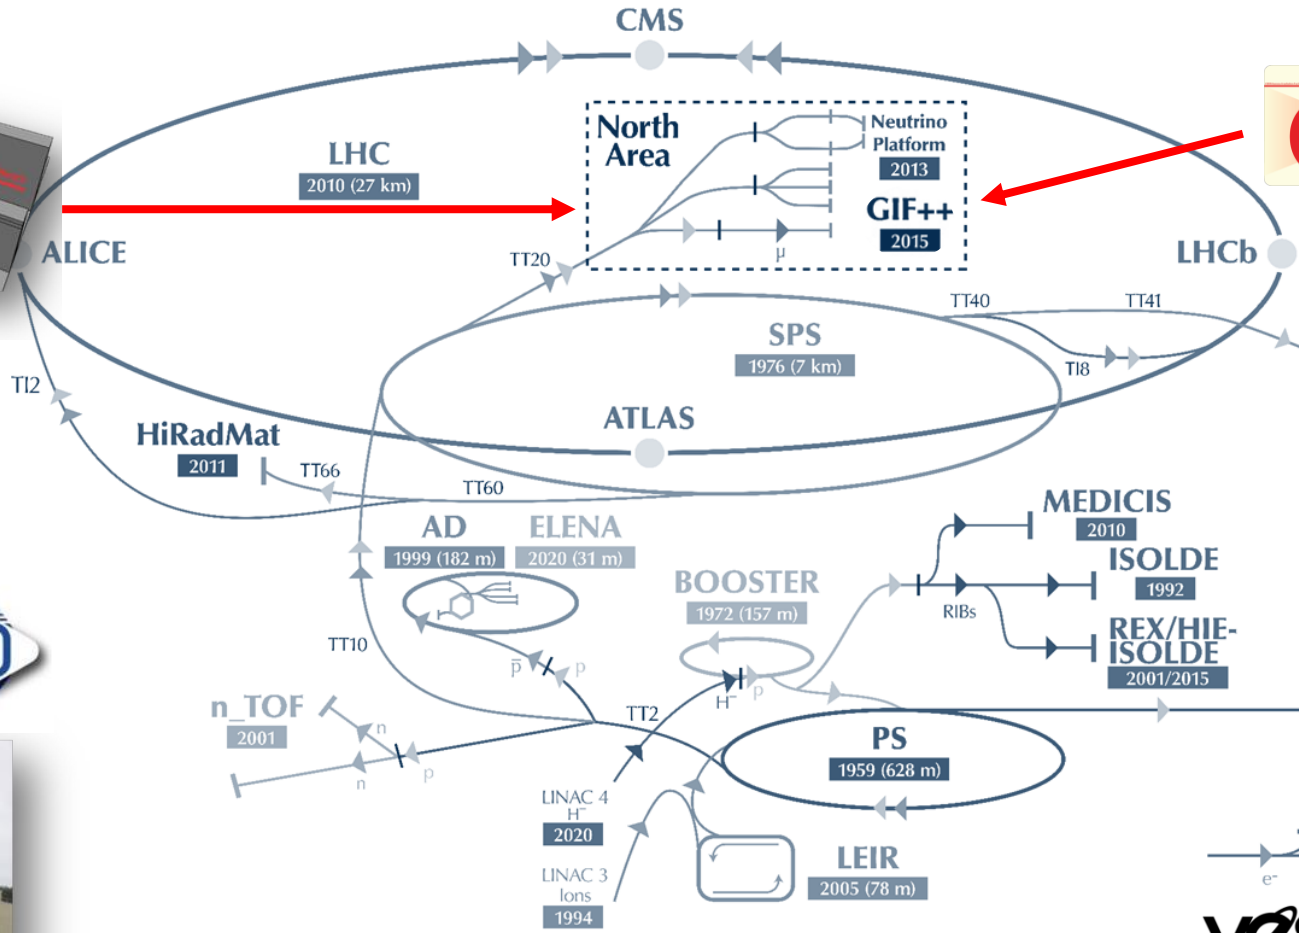 CMS
North
Area
Neutrino
Platform
2013
GIF++
2015
μ
LHC
2010 (27 km)
ALICE
LHCb
TT20
TT40
TT41
TI8
SPS
1976 (7 km)
TI2
ATLAS
HiRadMat
2011
TT66
TT60
AD
1999 (182 m)
ELENA
2020 (31 m)
MEDICIS
2010
ISOLDE
1992
REX/HIE-
ISOLDE
2001/2015
RIBs
BOOSTER
1972 (157 m)
TT10
p̅
p
H⁻
p
TT2
n_TOF
2001
n
n
p
PS
1959 (628 m)
LINAC 4
H⁻
2020
LINAC 3
Ions
1994
LEIR
2005 (78 m)
e⁻